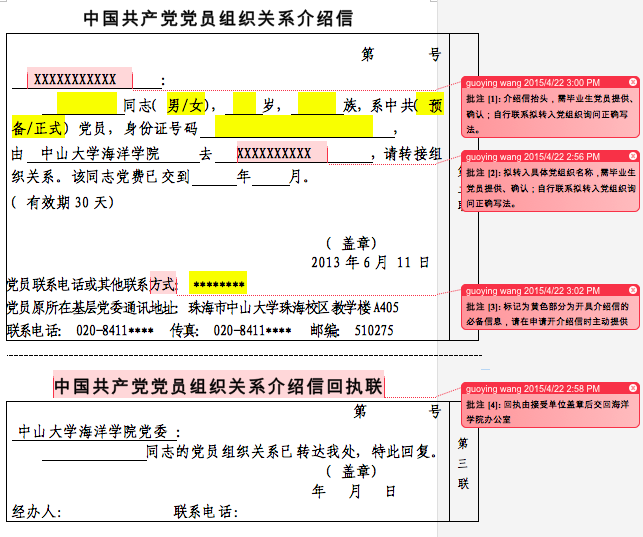 中国共产党党员组织关系介绍信
第 号
XXXXXXXXXXX :
同志( 男/女), 岁, 族,系中共( 预
备/正式) 党员, 身份证号码 ,
由 中山大学海洋学院 去 XXXXXXXXXX ,请转接组
织关系。该同志党费已交到 年 月。
( 有效期 30 天)
( 盖章)
2013 年 6 月 11 日
党员联系电话或其他联系方式: ********
党员原所在基层党委通讯地址: 珠海市中山大学珠海校区教学楼 A405
联系电话: 020-8411**** 传真: 020-8411**** 邮编: 510275
guoying wang 2015/4/22 3:00 PM
批注 [1]: 介绍信抬头,需毕业生党员提供、
确认;自行联系拟转入党组织询问正确写
法。
guoying wang 2015/4/22 2:56 PM
批注 [2]: 拟转入具体党组织名称,需毕业生
党员提供、确认;自行联系拟转入党组织询
问正确写法。
guoying wang 2015/4/22 3:02 PM
批注 [3]: 标记为黄色部分为开具介绍信的
必备信息,请在申请开介绍信时主动提供
中国共产党党员组织关系介绍信回执联
第 号
中山大学海洋学院党委 :
同志的党员组织关系已转达我处, 特此回复。
( 盖章)
年 月 日
经办人: 联系电话:
第
三
联
guoying wang 2015/4/22 2:58 PM
批注 [4]: 回执由接受单位盖章后交回海洋
学院办公室